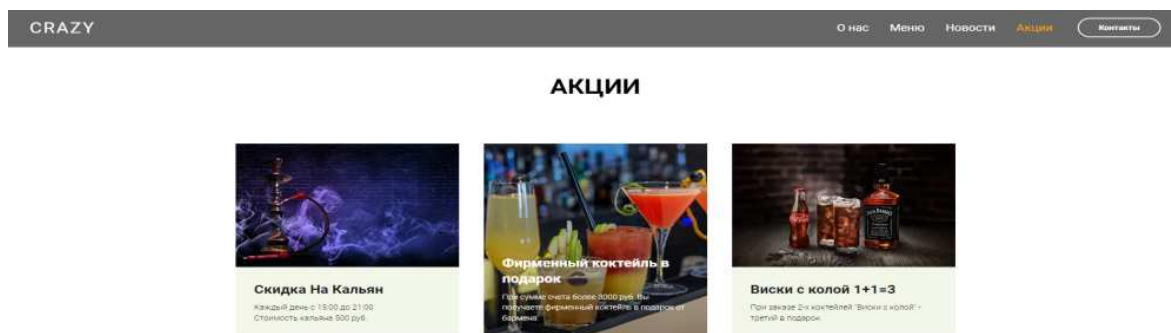 CRAZY
О нас Меню Новости Акции Контакты
АКЦИИ
Скидка На Кальян
Каждый день с 15:00 до 21:00
Стоимость кальяна 500 руб.
Фирменный коктейль в
подарок
При сумме счета более 3000 руб. Вы
получаете фирменный коктейль в подарок от
бармена
Виски с колой 1+1=3
При заказе 2-х коктейлей "Виски с колой" -
третий в подарок.